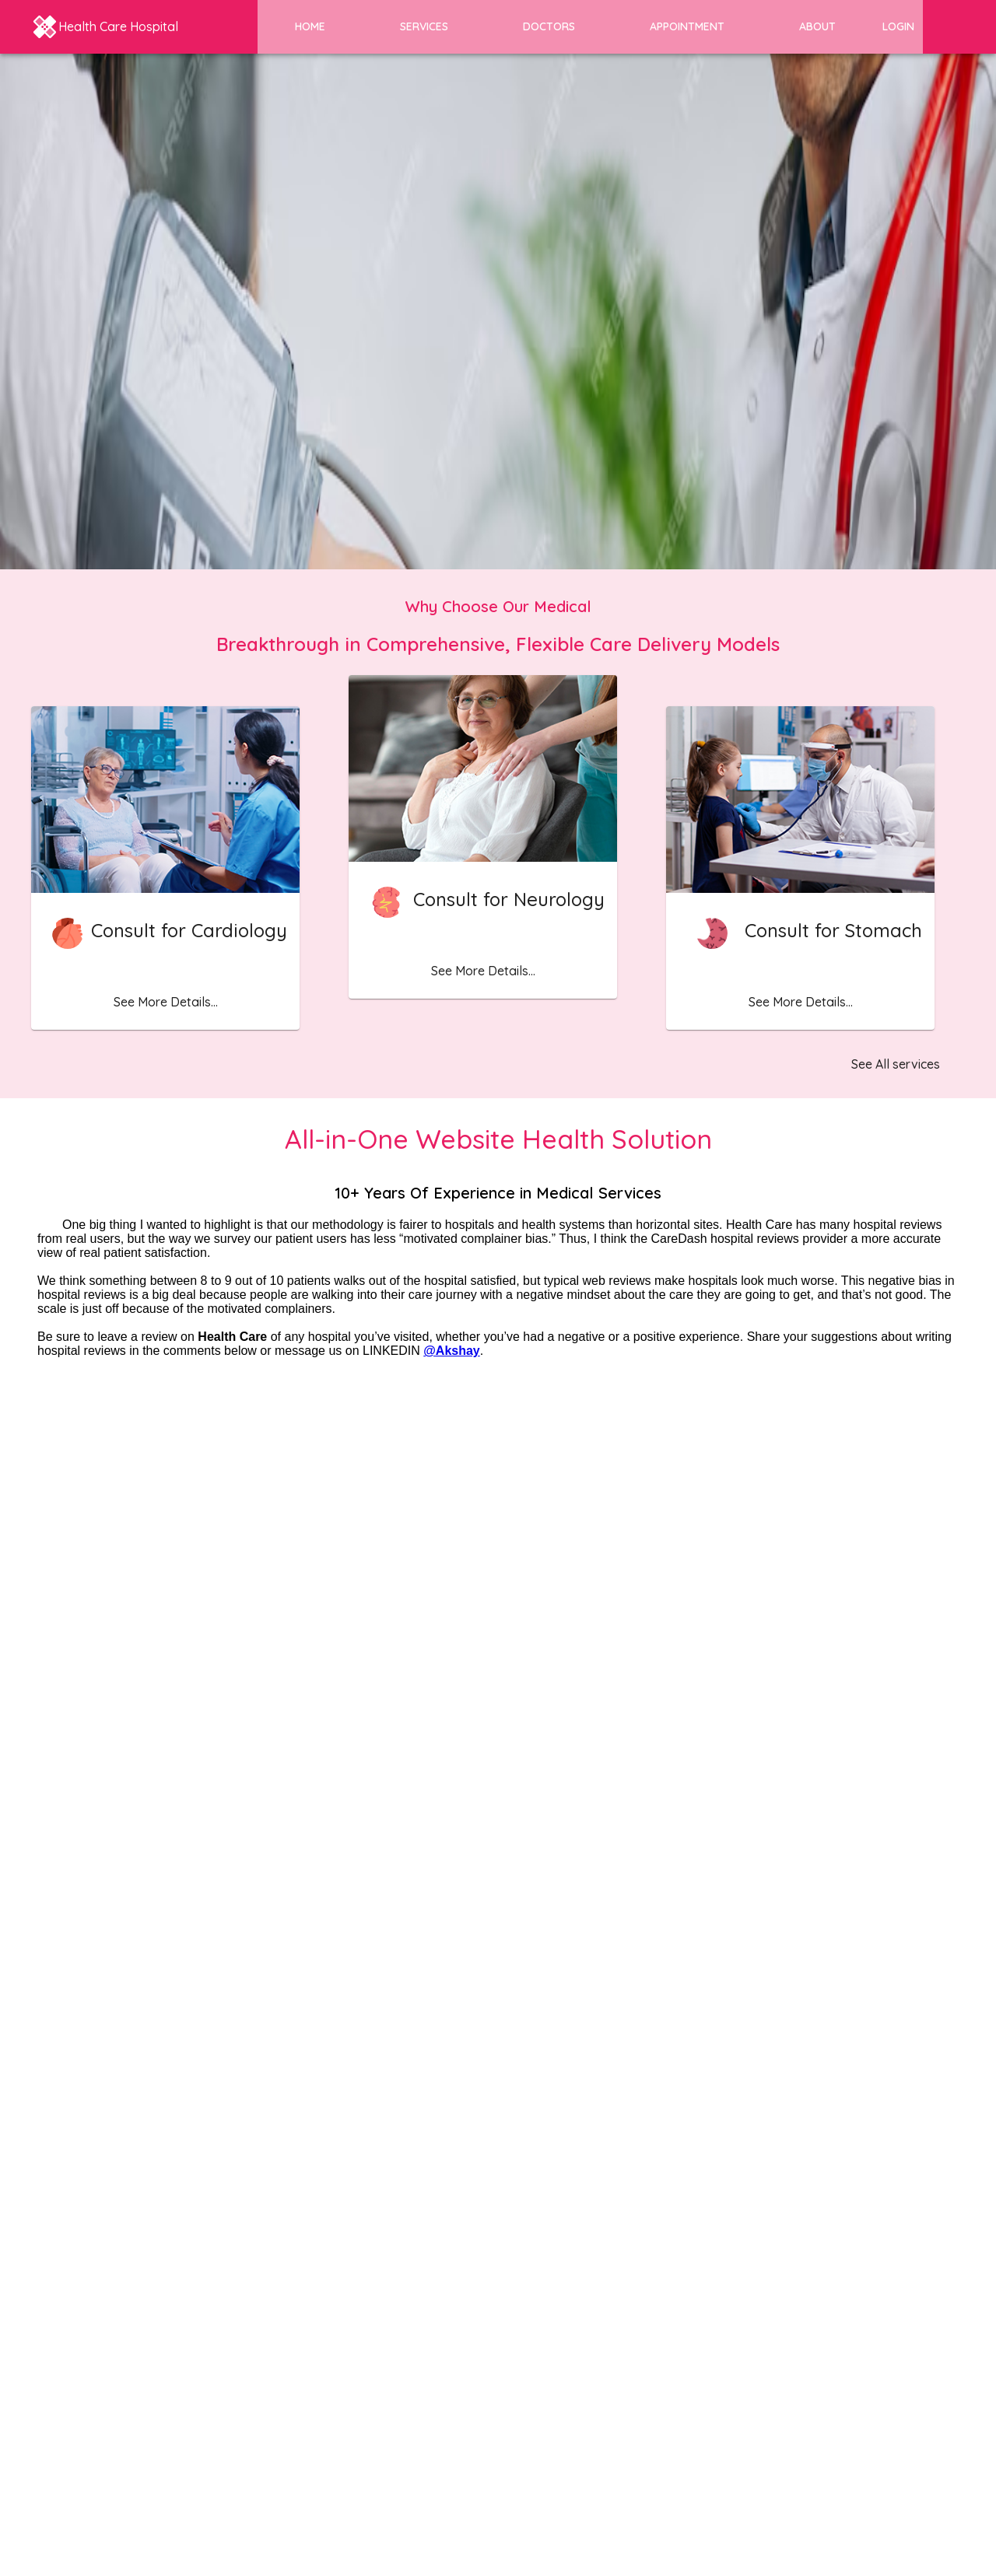 Health Care Hospital HOME SERVICES DOCTORS APPOINTMENT ABOUT LOGIN
Why Choose Our Medical
Breakthrough in Comprehensive, Flexible Care Delivery Models
Consult for Cardiology
See More Details...
Consult for Neurology
See More Details...
Consult for Stomach
See More Details...
See All services
All-in-One Website Health Solution
10+ Years Of Experience in Medical Services
One big thing I wanted to highlight is that our methodology is fairer to hospitals and health systems than horizontal sites. Health Care has many hospital reviews
from real users, but the way we survey our patient users has less “motivated complainer bias.” Thus, I think the CareDash hospital reviews provider a more accurate
view of real patient satisfaction.
We think something between 8 to 9 out of 10 patients walks out of the hospital satisfied, but typical web reviews make hospitals look much worse. This negative bias in
hospital reviews is a big deal because people are walking into their care journey with a negative mindset about the care they are going to get, and that’s not good. The
scale is just off because of the motivated complainers.
Be sure to leave a review on Health Care of any hospital you’ve visited, whether you’ve had a negative or a positive experience. Share your suggestions about writing
hospital reviews in the comments below or message us on LINKEDIN @Akshay.